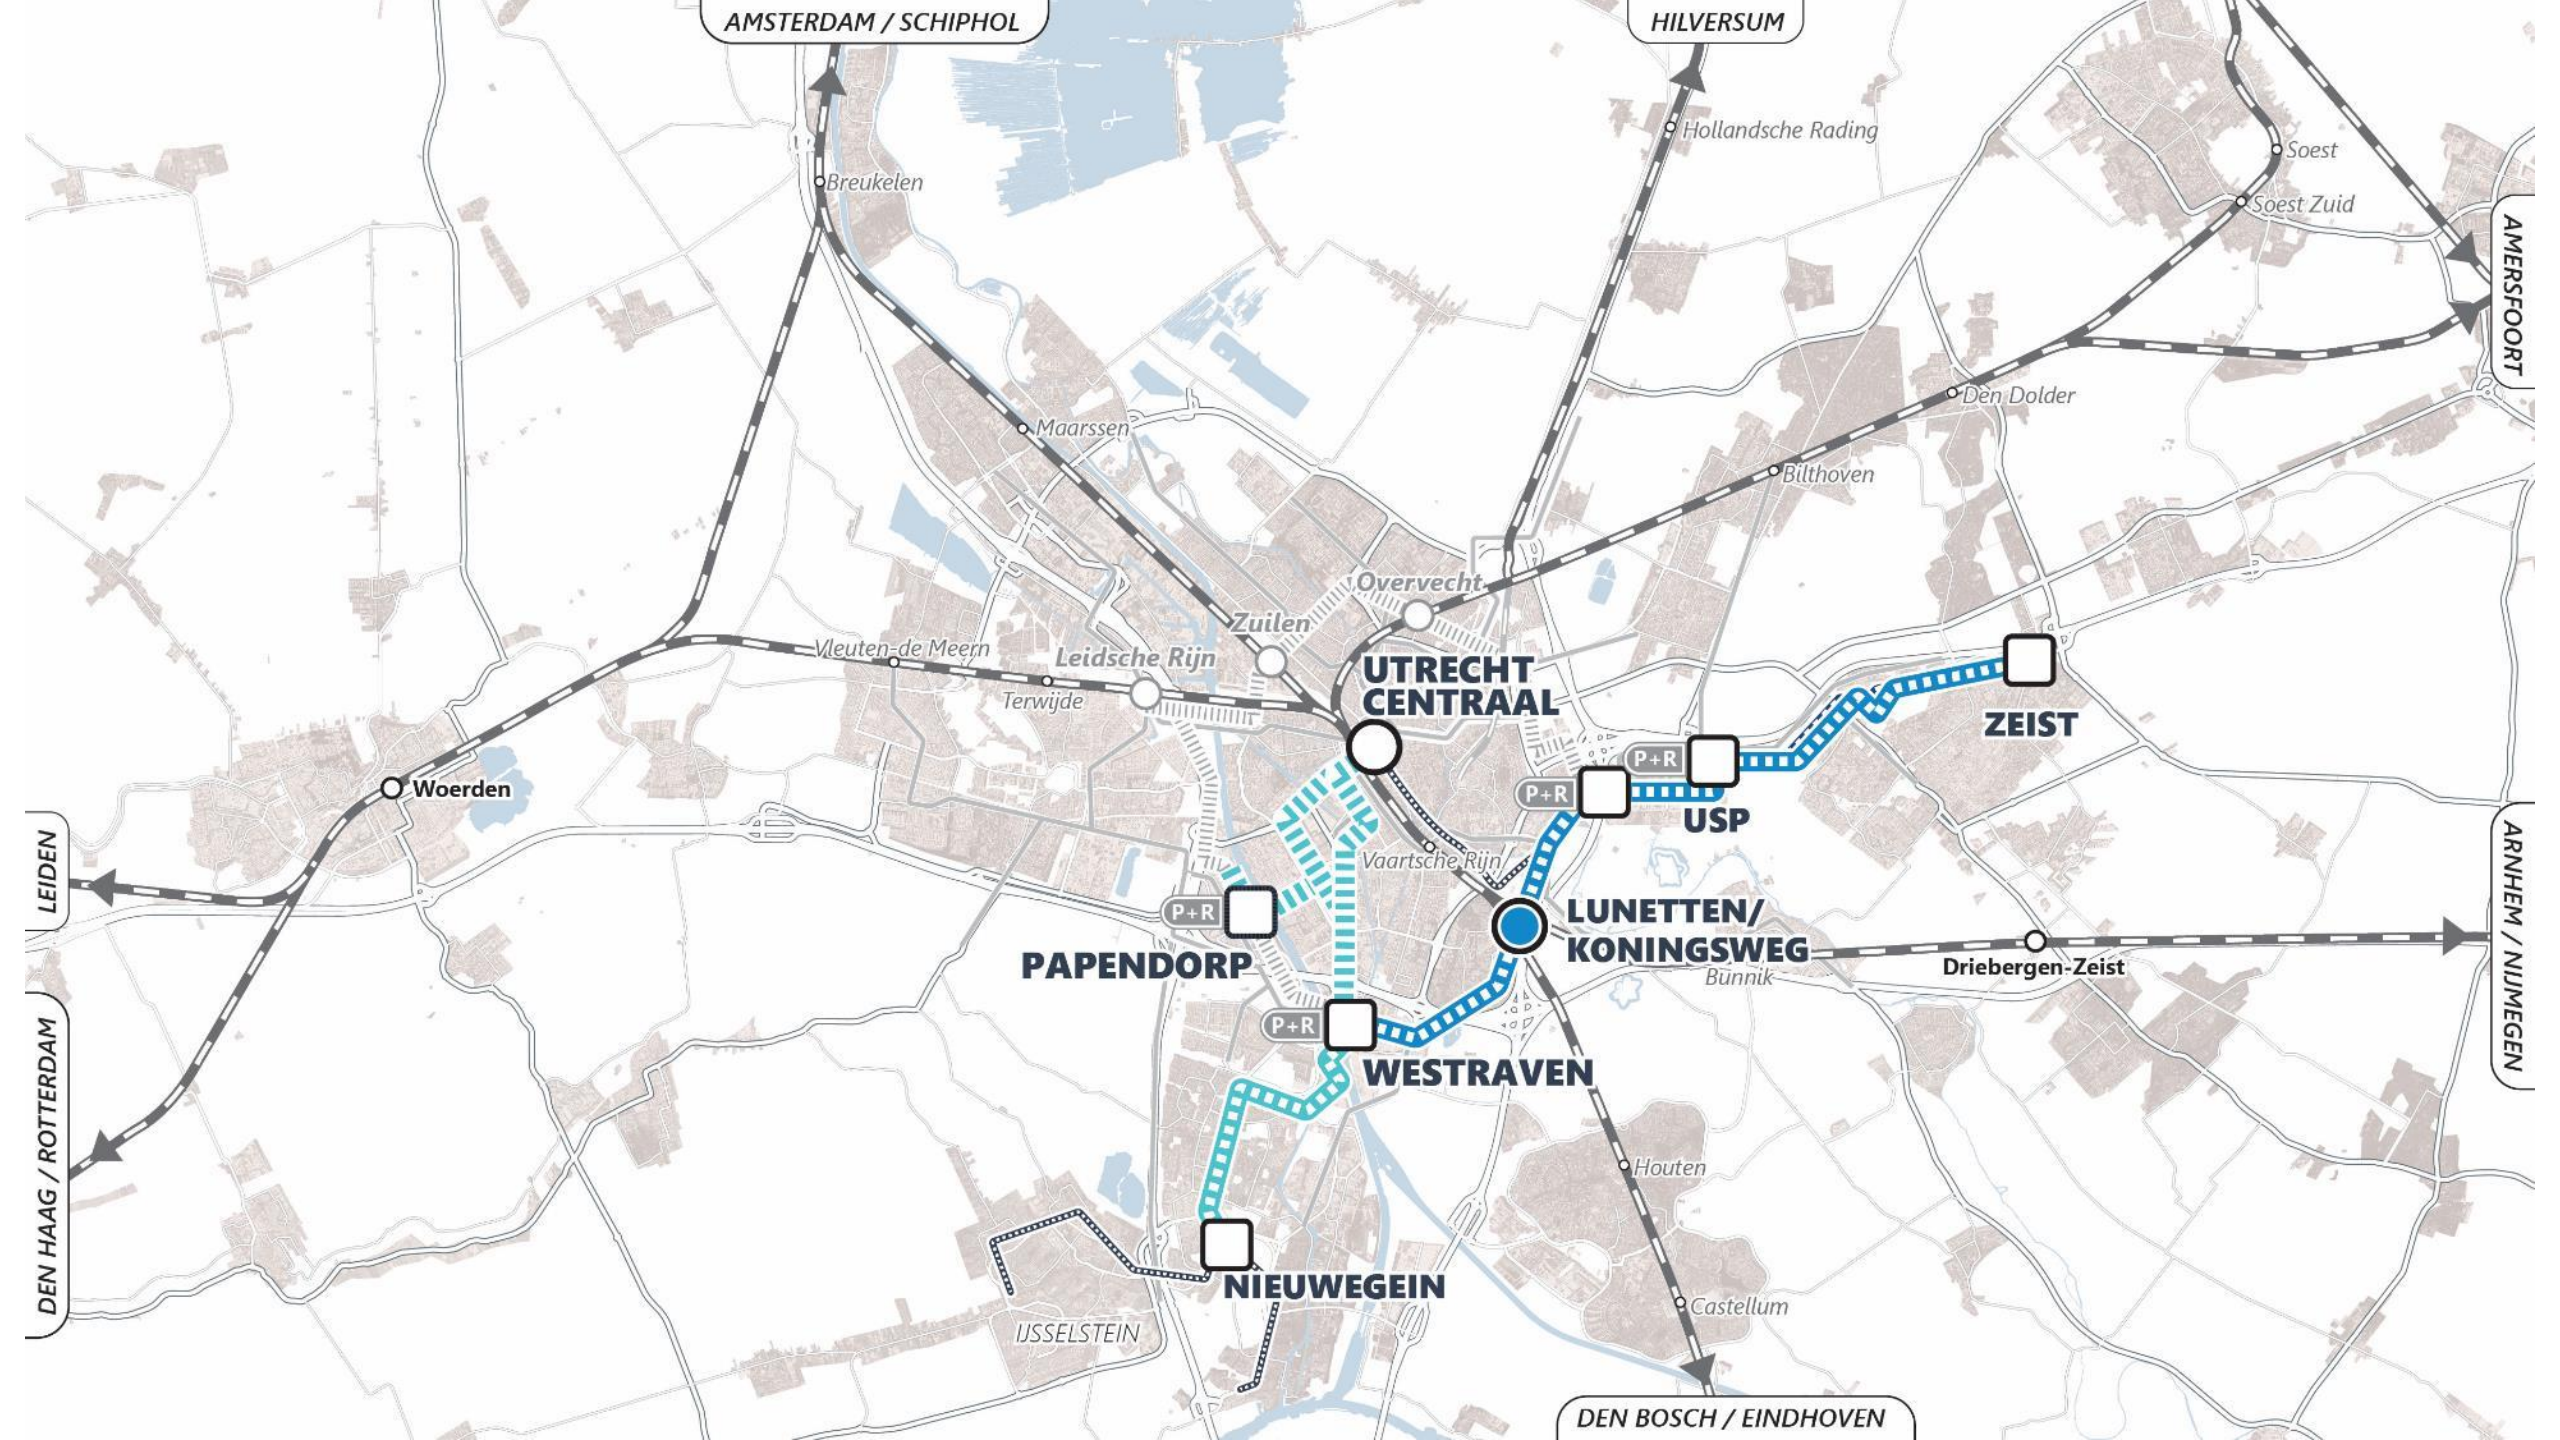 AMSTERDAM / SCHIPHOL
HILVERSUM
Hollandsche Rading
Soest
Breukelen
Soest Zuid
AMERSFOORT
Den Dolder
Maarssen
Bilthoven
Overvecht
Zuilen
Vleuten-de Meern
Leidsche Rijn
UTRECHT
CENTRAAL
Terwijde
ZEIST
P+R
Woerden
P+R
USP
LEIDEN
Vaartsche Rijn
ARNHEM / NIJMEGEN
P+R
LUNETTEN/
KONINGSWEG
PAPENDORP
Driebergen-Zeist
Bunnik
P+R
WESTRAVEN
DEN HAAG / ROTTERDAM
Houten
NIEUWEGEIN
Castellum
IJSSELSTEIN
DEN BOSCH / EINDHOVEN